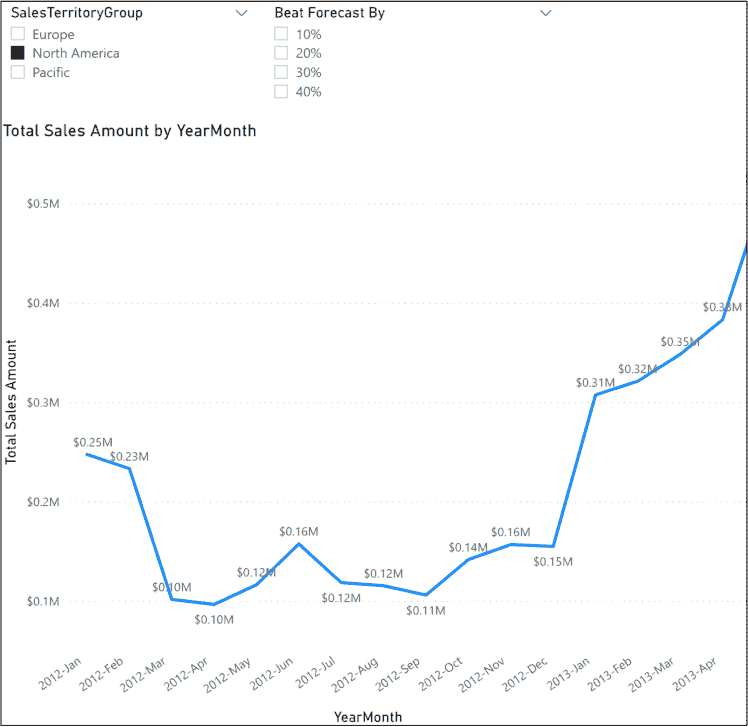 SalesTerritoryGroup
Europe
North America
Pacific
Beat Forecast By
10%
20%
30%
40%
Total Sales Amount by YearMonth
$0.5M
$0.4M
$0.3M
$0.2M
$0.1M
Total Sales Amount
$0.25M
$0.23M
$0.10M
$0.10M
$0.12M
$0.16M
$0.12M
$0.12M
$0.11M
$0.14M
$0.16M
$0.15M
$0.31M
$0.32M
$0.35M
$0.38M
2012-Jan
2012-Feb
2012-Mar
2012-Apr
2012-May
2012-Jun
2012-Jul
2012-Aug
2012-Sep
2012-Oct
2012-Nov
2012-Dec
2013-Jan
2013-Feb
2013-Mar
2013-Apr
YearMonth